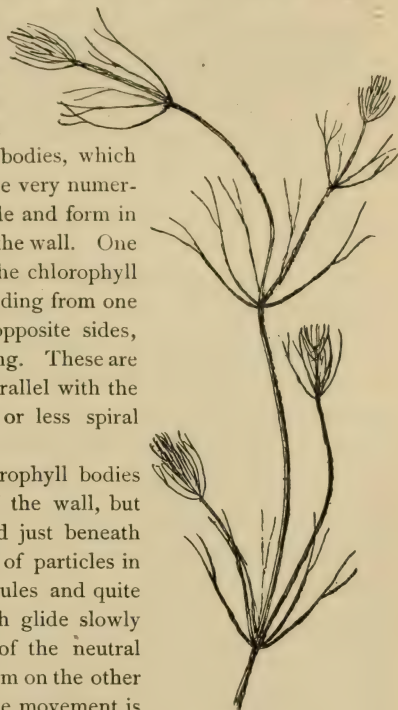 bodies, which
e very numer-
le and form in
the wall. One
he chlorophyll
ding from one
opposite sides,
ng. These are
rallel with the
or less spiral
rophyll bodies
the wall, but
d just beneath
of particles in
ules and quite
h glide slowly
of the neutral
m on the other
e movement is